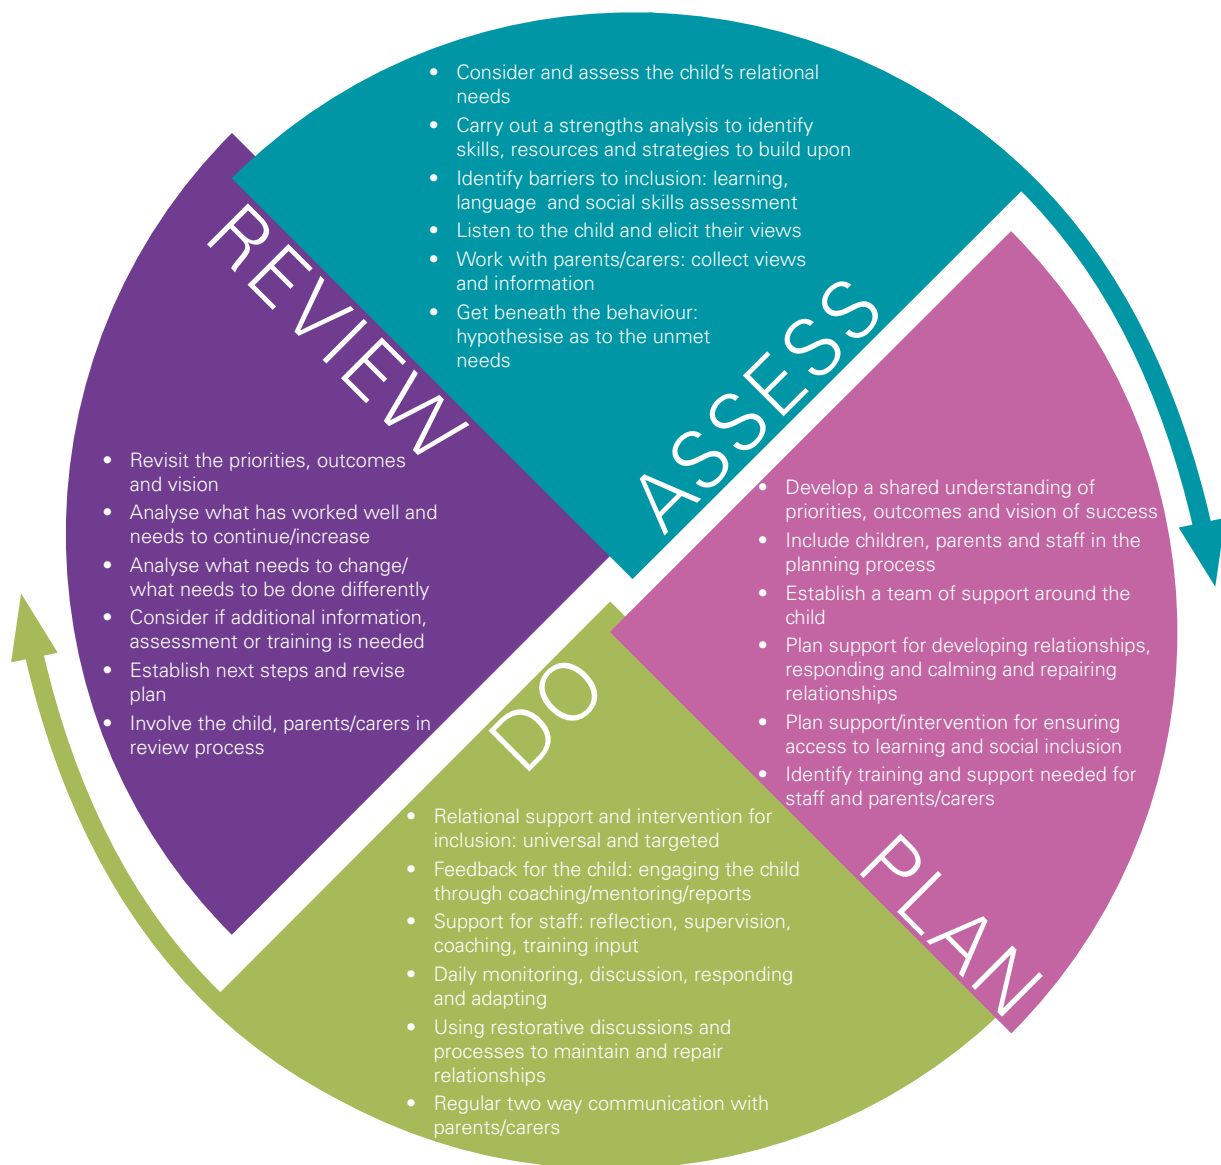 • Consider and assess the child's relational
needs
• Carry out a strengths analysis to identify
skills, resources and strategies to build upon
• Identify barriers to inclusion: learning,
language  and social skills assessment
• Listen to the child and elicit their views
• Work with parents/carers: collect views
and information
• Get beneath the behaviour:
hypothesise as to the unmet
needs
ASSESS
• Develop a shared understanding of
priorities, outcomes and vision of success
• Include children, parents and staff in the
planning process
• Establish a team of support around the
child
• Plan support for developing relationships,
responding and calming and repairing
relationships
• Plan support/intervention for ensuring
access to learning and social inclusion
• Identify training and support needed for
staff and parents/carers
PLAN
DO
• Relational support and intervention for
inclusion: universal and targeted
• Feedback for the child: engaging the child
through coaching/mentoring/reports
• Support for staff: reflection, supervision,
coaching, training input
• Daily monitoring, discussion, responding
and adapting
• Using restorative discussions and
processes to maintain and repair
relationships
• Regular two way communication with
parents/carers
REVIEW
• Revisit the priorities, outcomes
and vision
• Analyse what has worked well and
needs to continue/increase
• Analyse what needs to change/
what needs to be done differently
• Consider if additional information,
assessment or training is needed
• Establish next steps and revise
plan
• Involve the child, parents/carers in
review process